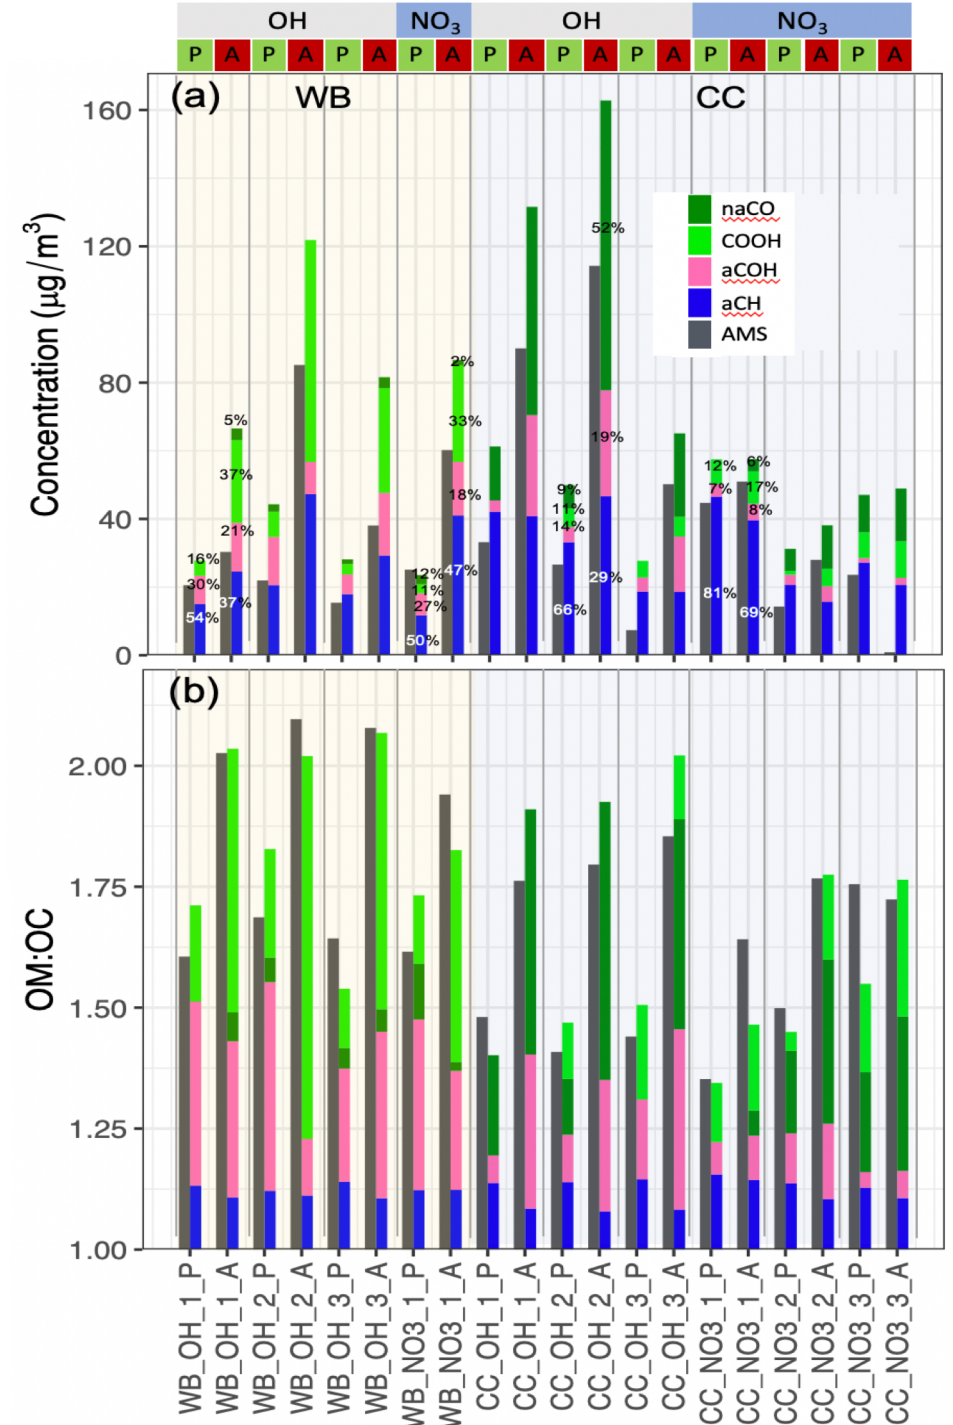 OH NO3 OH NO3
P A P A P A P A P A P A P A P A P A P A
(a) WB CC
160
120
80
40
0
Concentration (μg/m³)
naCO
COOH
aCOH
aCH
AMS
5%
37%
21%
37%
16%
30%
54%
12%
11%
27%
50%
2%
33%
18%
47%
9%
11%
14%
66%
52%
19%
29%
12%
7%
81%
6%
17%
8%
69%
(b)
2.00
1.75
1.50
1.25
1.00
OM:OC
WB_OH_1_P
WB_OH_1_A
WB_OH_2_P
WB_OH_2_A
WB_OH_3_P
WB_OH_3_A
WB_NO3_1_P
WB_NO3_1_A
CC_OH_1_P
CC_OH_1_A
CC_OH_2_P
CC_OH_2_A
CC_OH_3_P
CC_OH_3_A
CC_NO3_1_P
CC_NO3_1_A
CC_NO3_2_P
CC_NO3_2_A
CC_NO3_3_P
CC_NO3_3_A